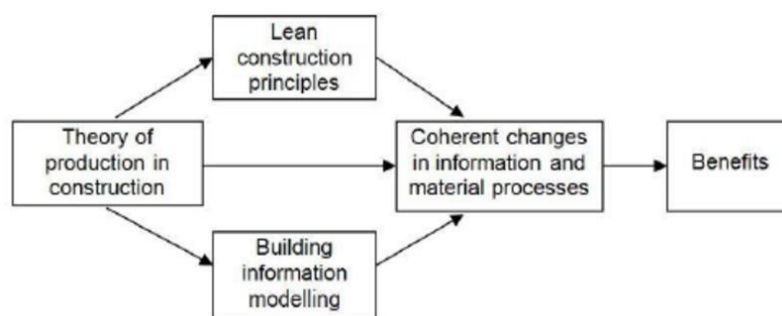 Lean
construction
principles
Theory of
production in
construction
Coherent changes
in information and
material processes
Benefits
Building
information
modelling